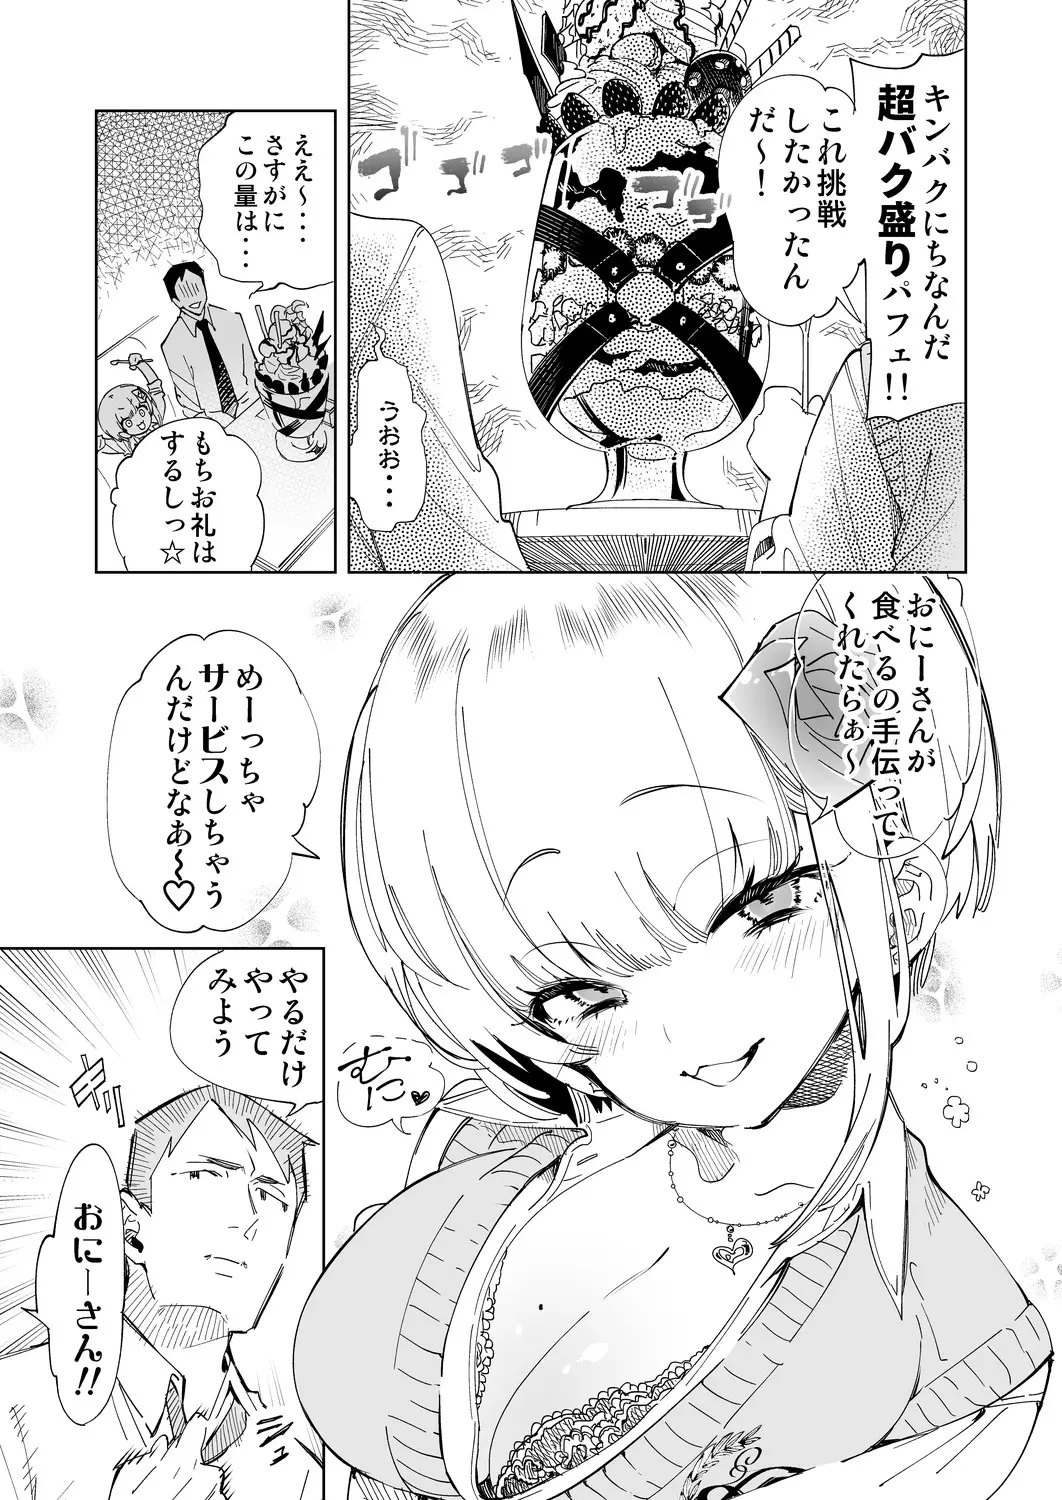 キンバクにちなんだ
超バク盛りパフェ!!
これ挑戦
したかったん
だ～!
ゴゴ
ゴゴ
ゴゴ
うおお・・・
ええ～・・・
さすがに
この量は・・
もちお礼は
するしっ☆
おにーさんが
食べるの手伝って
くれたらぁ～
めーっちゃ
サービスしちゃう
んだけどなあ～♡
むに♥
やるだけ
やって
みよう
キリッ
おにーさん!!